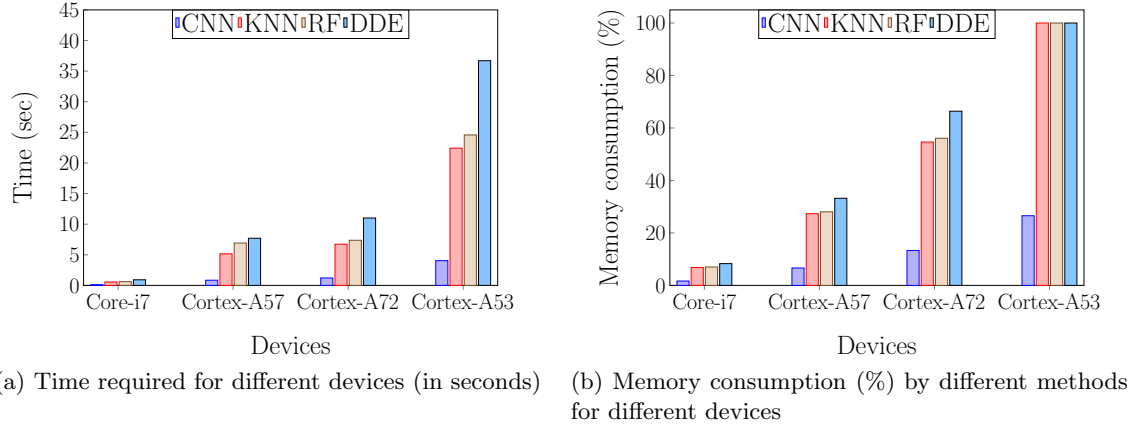 CNN KNN RF DDE
45
40
35
30
25
20
15
10
5
0
Time (sec)
Core-i7 Cortex-A57 Cortex-A72 Cortex-A53
Devices
a) Time required for different devices (in seconds)
CNN KNN RF DDE
100
80
60
40
20
0
Memory consumption (%)
Core-i7 Cortex-A57 Cortex-A72 Cortex-A53
Devices
(b) Memory consumption (%) by different methods
for different devices